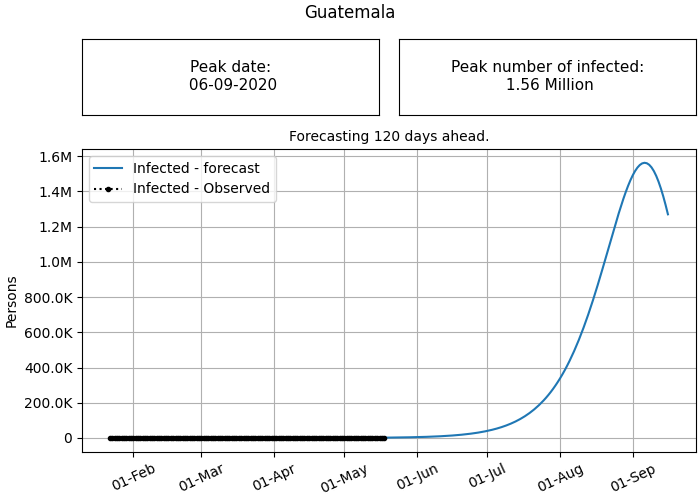 Guatemala
Peak date:
06-09-2020
Peak number of infected:
1.56 Million
Forecasting 120 days ahead.
Infected - forecast
Infected - Observed
Persons
1.6M
1.4M
1.2M
1.0M
800.0K
600.0K
400.0K
200.0K
0
01-Feb
01-Mar
01-Apr
01-May
01-Jun
01-Jul
01-Aug
01-Sep